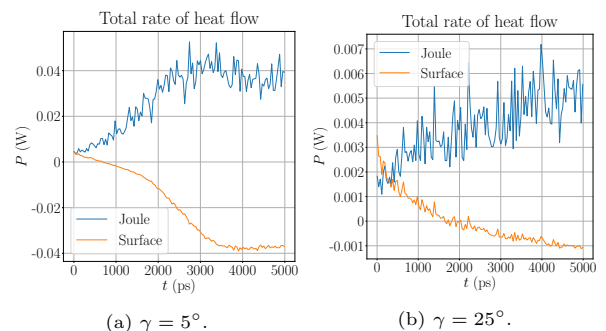 Total rate of heat flow
P (W)
0.04
0.02
0
-0.02
-0.04
Joule
Surface
0
1000
2000
3000
4000
5000
t (ps)
(a) γ = 5°.
Total rate of heat flow
P (W)
0.007
0.006
0.005
0.004
0.003
0.002
0.001
0
-0.001
Joule
Surface
0
1000
2000
3000
4000
5000
t (ps)
(b) γ = 25°.